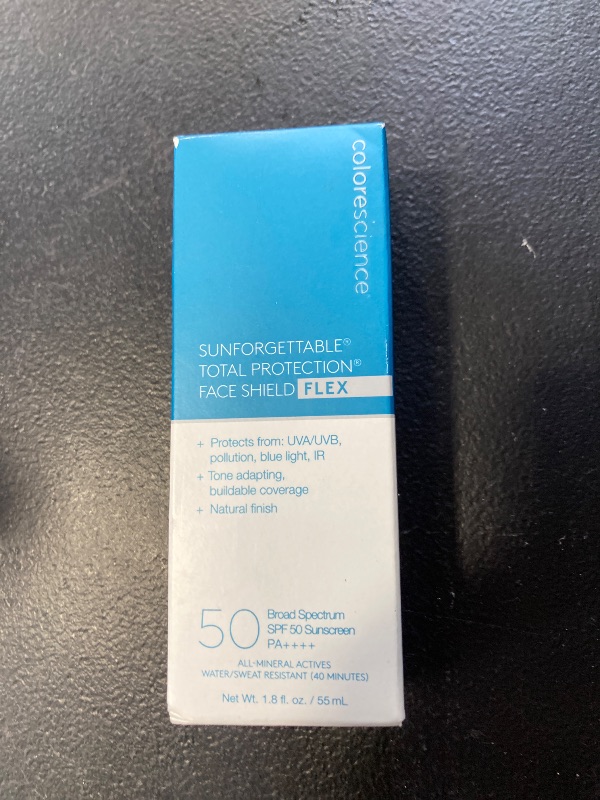 colorescience
SUNFORGETTABLE®
TOTAL PROTECTION®
FACE SHIELD FLEX
+ Protects from: UVA/UVB,
pollution, blue light, IR
+ Tone adapting,
buildable coverage
+ Natural finish
50
Broad Spectrum
SPF 50 Sunscreen
PA++++
ALL-MINERAL ACTIVES
WATER/SWEAT RESISTANT (40 MINUTES)
Net Wt. 1.8 fl. oz. / 55 mL